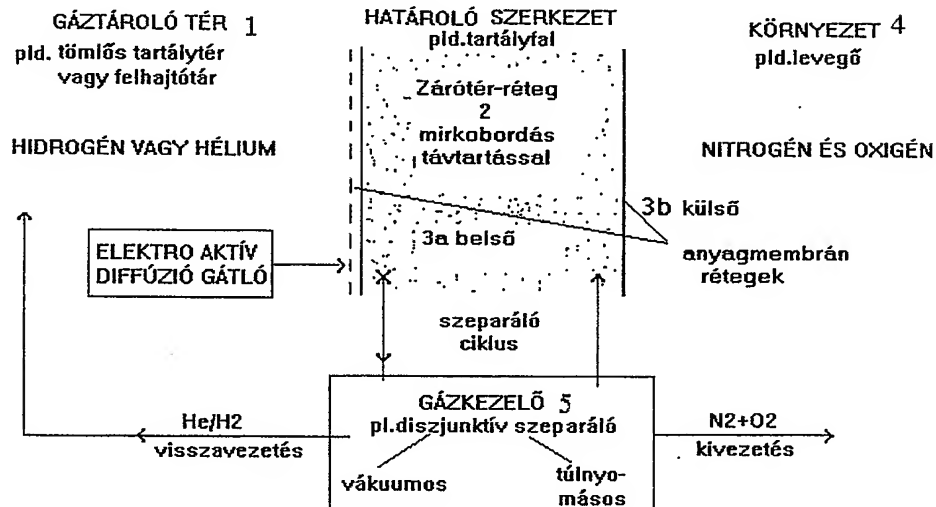 GÁZTÁROLÓ TÉR 1
pld. tömlős tartálytér
vagy felhajtótár
HATÁROLÓ SZERKEZET
pld.tartályfal
KÖRNYEZET 4
pld.levegő
Zárótér-réteg
2
mirkobordás
távtartással
HIDROGÉN VAGY HÉLIUM
NITROGÉN ÉS OXIGÉN
3b külső
3a belső
anyagmembrán
rétegek
ELEKTRO AKTÍV
DIFFÚZIÓ GÁTLÓ
szeparáló
ciklus
GÁZKEZELŐ 5
pl.diszjunktív szeparáló
vákuumos
túlnyo-
másos
He/H2
visszavezetés
N2+O2
kivezetés